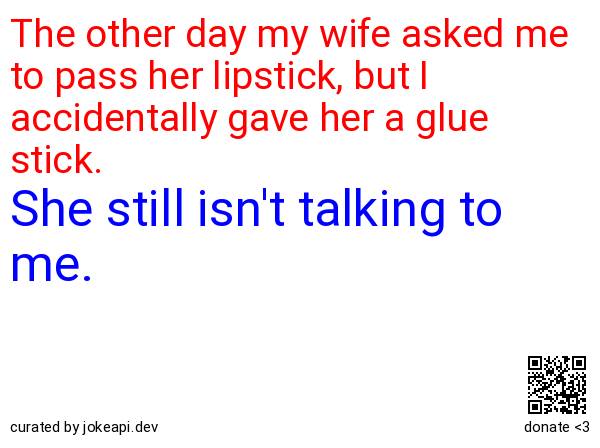 The other day my wife asked me
to pass her lipstick, but I
accidentally gave her a glue
stick.
She still isn't talking to
me.
curated by jokeapi.dev
donate <3